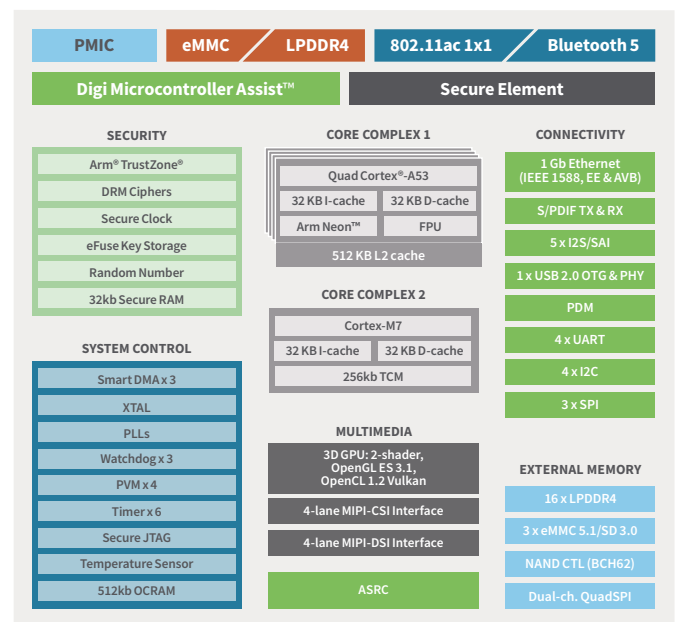 PMIC
eMMC
LPDDR4
802.11ac 1x1
Bluetooth 5
Digi Microcontroller Assist™
Secure Element
SECURITY
Arm® TrustZone®
DRM Ciphers
Secure Clock
eFuse Key Storage
Random Number
32kb Secure RAM
SYSTEM CONTROL
Smart DMA x 3
XTAL
PLLs
Watchdog x 3
PVM x 4
Timer x 6
Secure JTAG
Temperature Sensor
512kb OCRAM
CORE COMPLEX 1
Quad Cortex®-A53
32 KB I-cache
32 KB D-cache
Arm Neon™
FPU
512 KB L2 cache
CORE COMPLEX 2
Cortex-M7
32 KB I-cache
32 KB D-cache
256kb TCM
MULTIMEDIA
3D GPU: 2-shader,
OpenGL ES 3.1,
OpenCL 1.2 Vulkan
4-lane MIPI-CSI Interface
4-lane MIPI-DSI Interface
ASRC
CONNECTIVITY
1 Gb Ethernet
(IEEE 1588, EE & AVB)
S/PDIF TX & RX
5 x I2S/SAI
1 x USB 2.0 OTG & PHY
PDM
4 x UART
4 x I2C
3 x SPI
EXTERNAL MEMORY
16 x LPDDR4
3 x eMMC 5.1/SD 3.0
NAND CTL (BCH62)
Dual-ch. QuadSPI